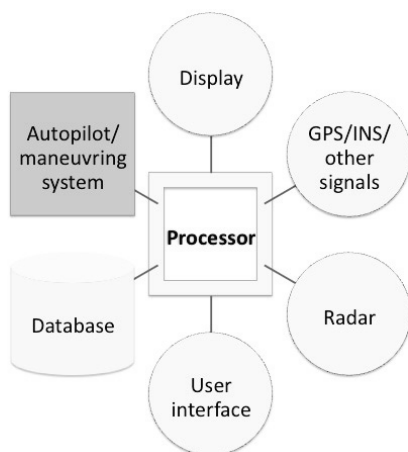 Display
Autopilot/
maneuvring
system
GPS/INS/
other
signals
Processor
Database
Radar
User
interface